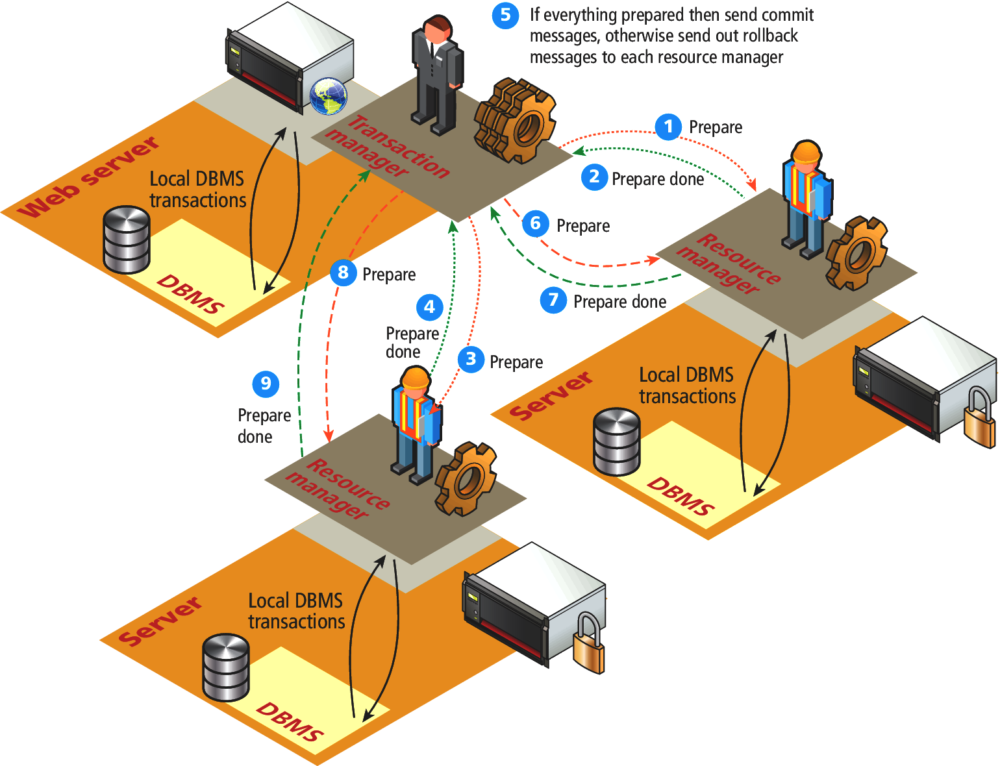 5 If everything prepared then send commit
messages, otherwise send out rollback
messages to each resource manager
Web server
Transaction
manager
Local DBMS
transactions
DBMS
1 Prepare
2 Prepare done
6 Prepare
7 Prepare done
8 Prepare
4
Prepare
done
3 Prepare
9
Prepare
done
Resource
manager
Server
Local DBMS
transactions
DBMS
Resource
manager
Server
Local DBMS
transactions
DBMS